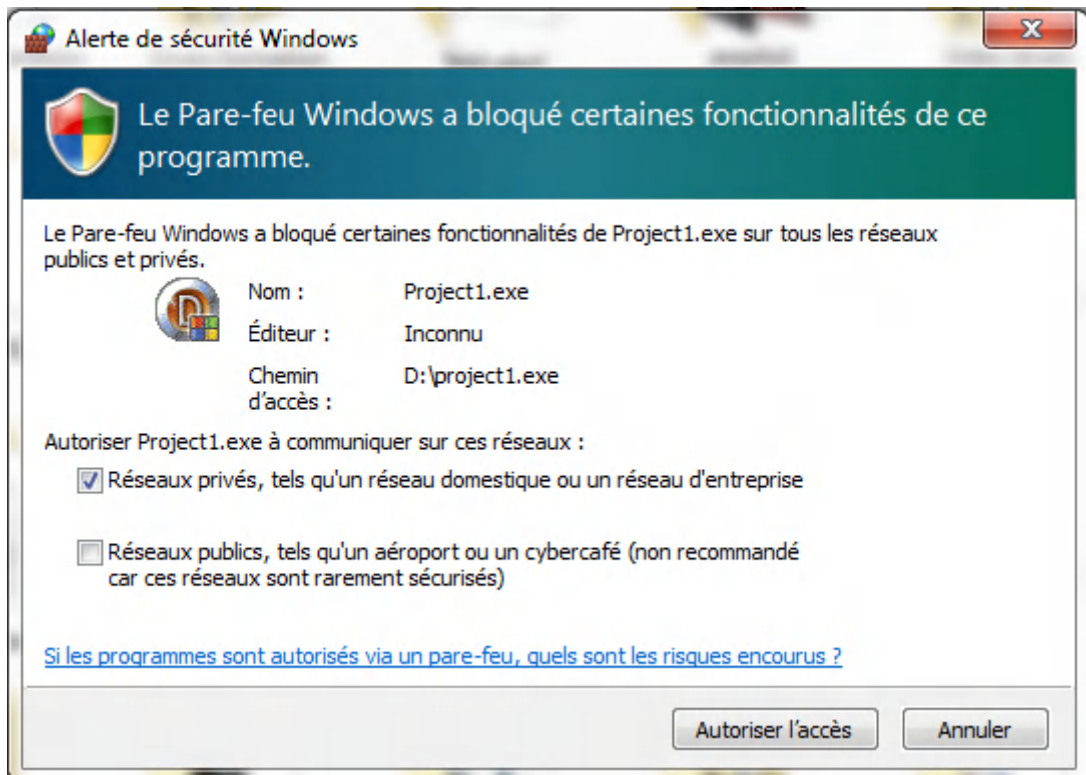 Alerte de sécurité Windows
Le Pare-feu Windows a bloqué certaines fonctionnalités de ce
programme.
Le Pare-feu Windows a bloqué certaines fonctionnalités de Project1.exe sur tous les réseaux
publics et privés.
Nom : Project1.exe
Éditeur : Inconnu
Chemin D:\project1.exe
d'accès :
Autoriser Project1.exe à communiquer sur ces réseaux :
Réseaux privés, tels qu'un réseau domestique ou un réseau d'entreprise
Réseaux publics, tels qu'un aéroport ou un cybercafé (non recommandé
car ces réseaux sont rarement sécurisés)
Si les programmes sont autorisés via un pare-feu, quels sont les risques encourus ?
Autoriser l'accès Annuler